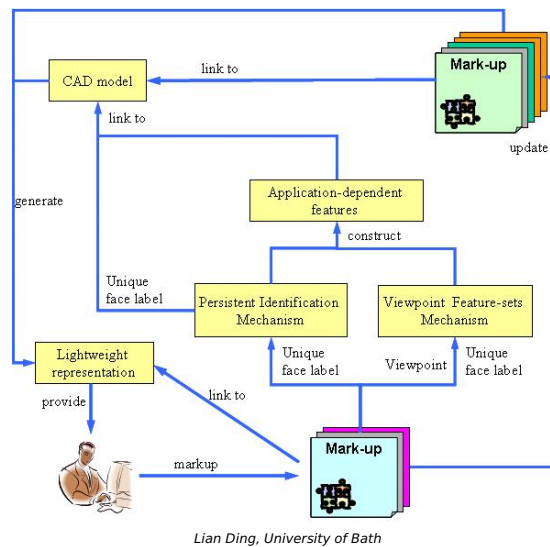 Mark-up
CAD model
link to
link to
update
Application-dependent
features
generate
construct
Unique
face label
Persistent Identification
Mechanism
Viewpoint Feature-sets
Mechanism
Lightweight
representation
Unique
face label
Viewpoint
Unique
face label
provide
link to
markup
Mark-up
Lian Ding, University of Bath